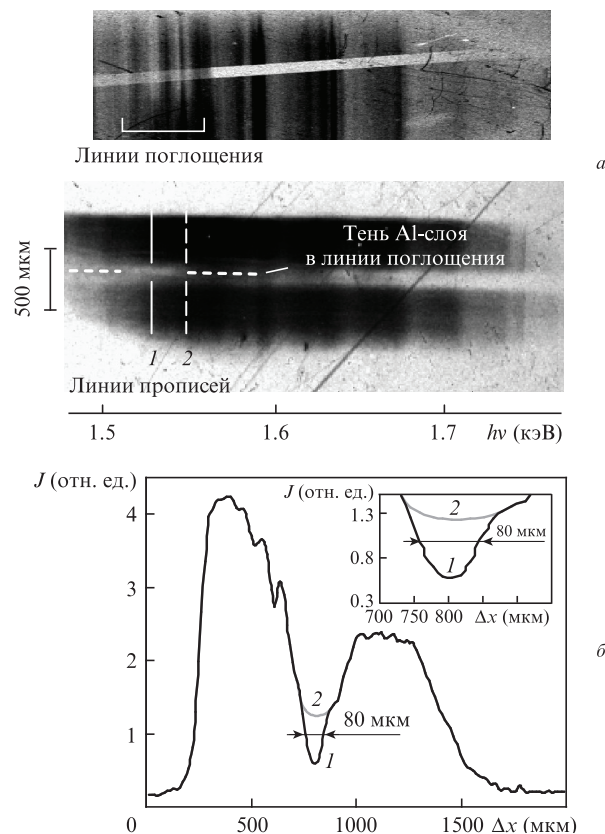 Линии поглощения
а
Тень Al-слоя
в линии поглощения
500 мкм
1 2
Линии прописей
1.5 1.6 1.7 hν (кэВ)
J (отн. ед.)
J (отн. ед.)
1.3
0.8
0.3
2
80 мкм
1
700 750 800 Δx (мкм)
4
3
2
1
б
2
80 мкм
1
0 500 1000 1500 Δx (мкм)